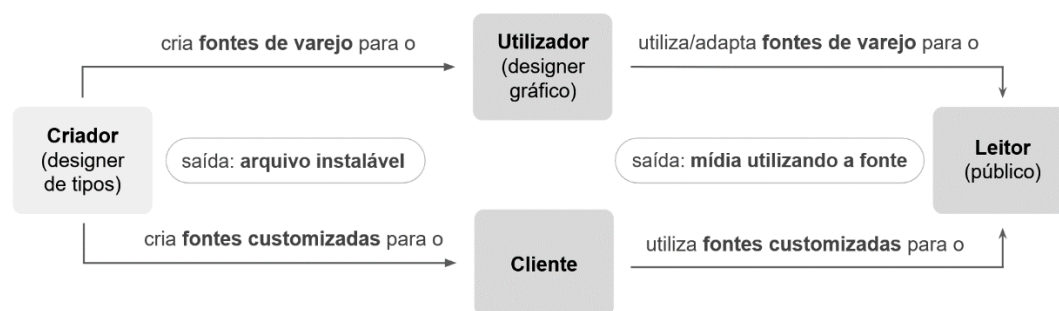 cria fontes de varejo para o
Utilizador
(designer
gráfico)
utiliza/adapta fontes de varejo para o
Criador
(designer
de tipos)
saída: arquivo instalável
saída: mídia utilizando a fonte
Leitor
(público)
cria fontes customizadas para o
Cliente
utiliza fontes customizadas para o